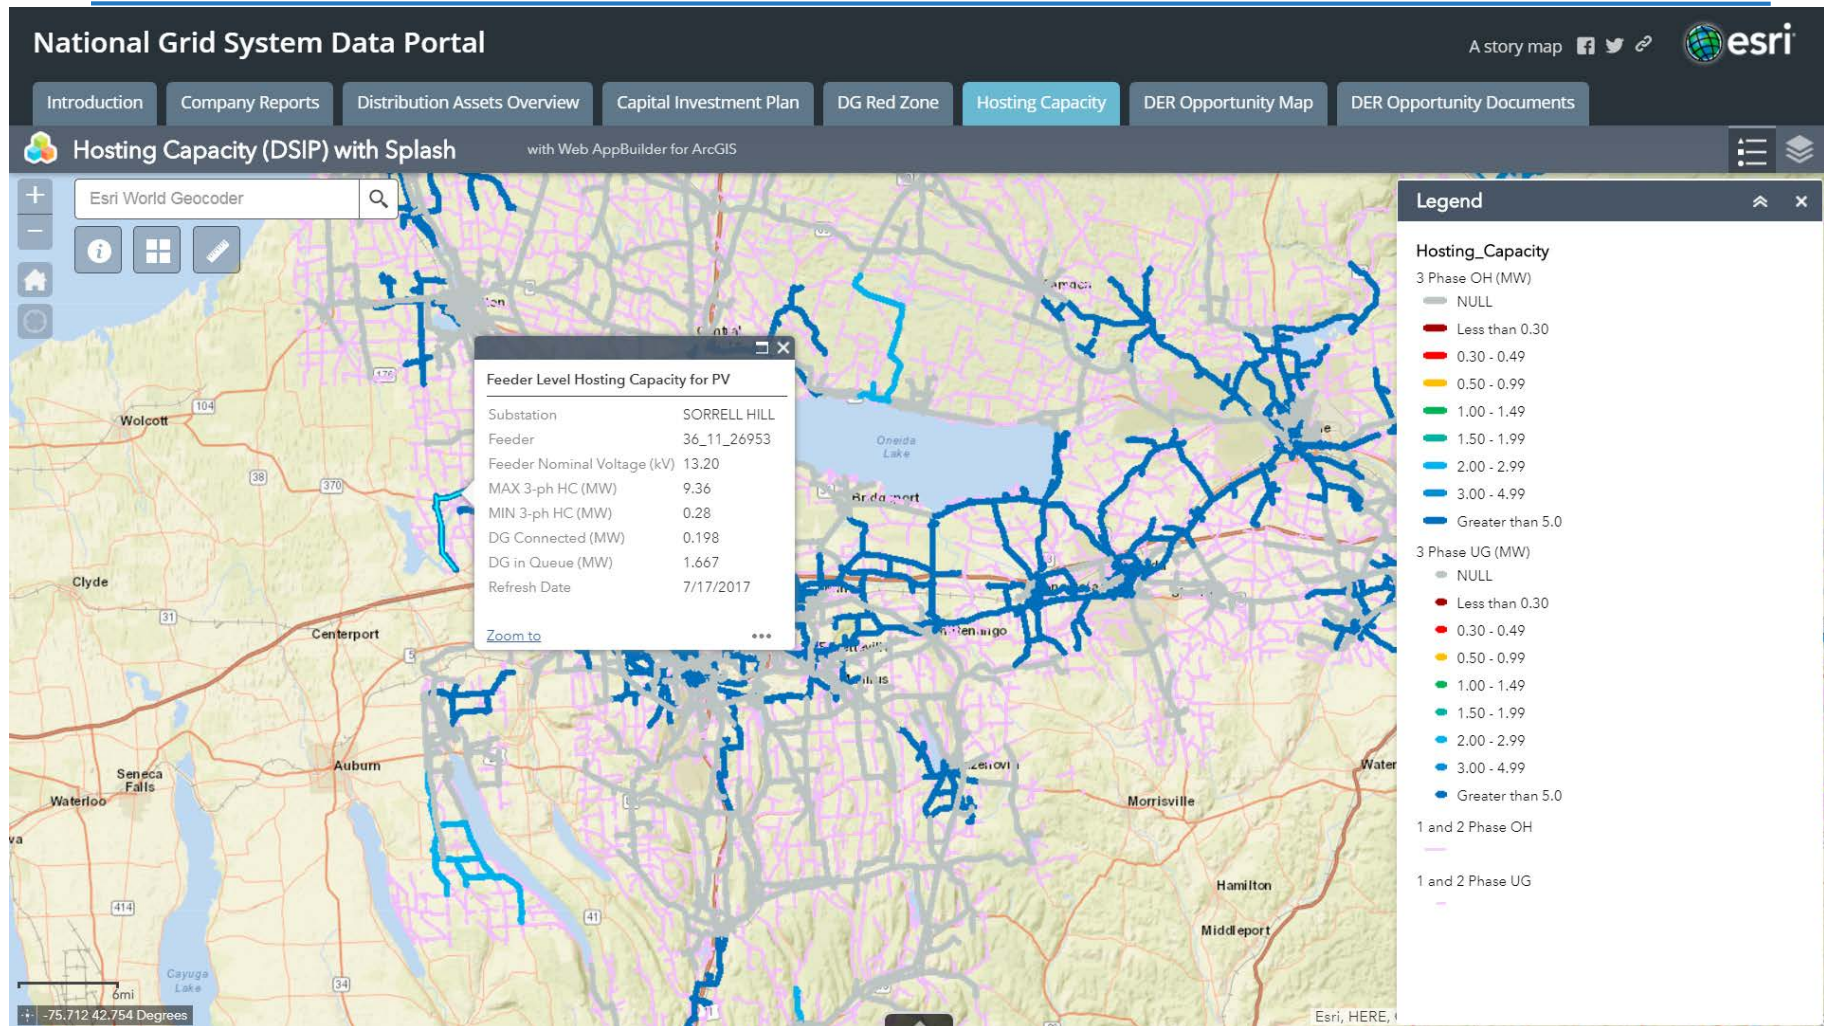 National Grid System Data Portal
A story map
esri
Introduction
Company Reports
Distribution Assets Overview
Capital Investment Plan
DG Red Zone
Hosting Capacity
DER Opportunity Map
DER Opportunity Documents
Hosting Capacity (DSIP) with Splash
with Web AppBuilder for ArcGIS
Esri World Geocoder
Feeder Level Hosting Capacity for PV
Substation SORRELL HILL
Feeder 36_11_26953
Feeder Nominal Voltage (kV) 13.20
MAX 3-ph HC (MW) 9.36
MIN 3-ph HC (MW) 0.28
DG Connected (MW) 0.198
DG in Queue (MW) 1.667
Refresh Date 7/17/2017
Zoom to
176
104
Wolcott
38
370
Clyde
31
Centerport
5
Auburn
Seneca
Falls
Waterloo
va
414
41
34
Cayuga
Lake
Oneida
Lake
Morrisville
Water
Hamilton
Middleport
6mi
-75.712 42.754 Degrees
Esri, HERE,
Legend
Hosting_Capacity
3 Phase OH (MW)
NULL
Less than 0.30
0.30 - 0.49
0.50 - 0.99
1.00 - 1.49
1.50 - 1.99
2.00 - 2.99
3.00 - 4.99
Greater than 5.0
3 Phase UG (MW)
NULL
Less than 0.30
0.30 - 0.49
0.50 - 0.99
1.00 - 1.49
1.50 - 1.99
2.00 - 2.99
3.00 - 4.99
Greater than 5.0
1 and 2 Phase OH
1 and 2 Phase UG